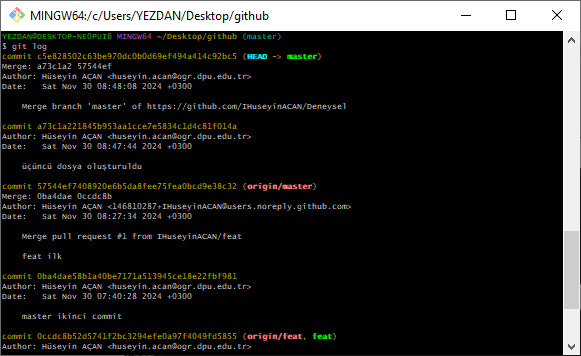 MINGW64:/c/Users/YEZDAN/Desktop/github
YEZDAN@DESKTOP-NEÖPUI6 MINGW64 ~/Desktop/github (master)
$ git log
commit c5e828502c63be970dc0b0d69ef494a414c92bc5 (HEAD -> master)
Merge: a73c1a2 57544ef
Author: Hüseyin AÇAN <huseyin.acan@ogr.dpu.edu.tr>
Date:   Sat Nov 30 08:48:08 2024 +0300
Merge branch 'master' of https://github.com/IHuseyinACAN/Deneysel
commit a73c1a221845b953aa1cce7e5834c1d4c81f014a
Author: Hüseyin AÇAN <huseyin.acan@ogr.dpu.edu.tr>
Date:   Sat Nov 30 08:47:44 2024 +0300
üçüncü dosya oluşturuldu
commit 57544ef7408920e6b5da8fee75fea0bcd9e38c32 (origin/master)
Merge: 0ba4dae 0ccdc8b
Author: Hüseyin AÇAN <146810287+IHuseyinACAN@users.noreply.github.com>
Date:   Sat Nov 30 08:27:34 2024 +0300
Merge pull request #1 from IHuseyinACAN/feat
feat ilk
commit 0ba4dae58b1a40be7171a513945ce18e22fbf981
Author: Hüseyin AÇAN <huseyin.acan@ogr.dpu.edu.tr>
Date:   Sat Nov 30 07:40:28 2024 +0300
master ikinci commit
commit 0ccdc8b52d5741f2bc3294efe0a97f4049fd5855 (origin/feat, feat)
Author: Hüseyin AÇAN <huseyin.acan@ogr.dpu.edu.tr>